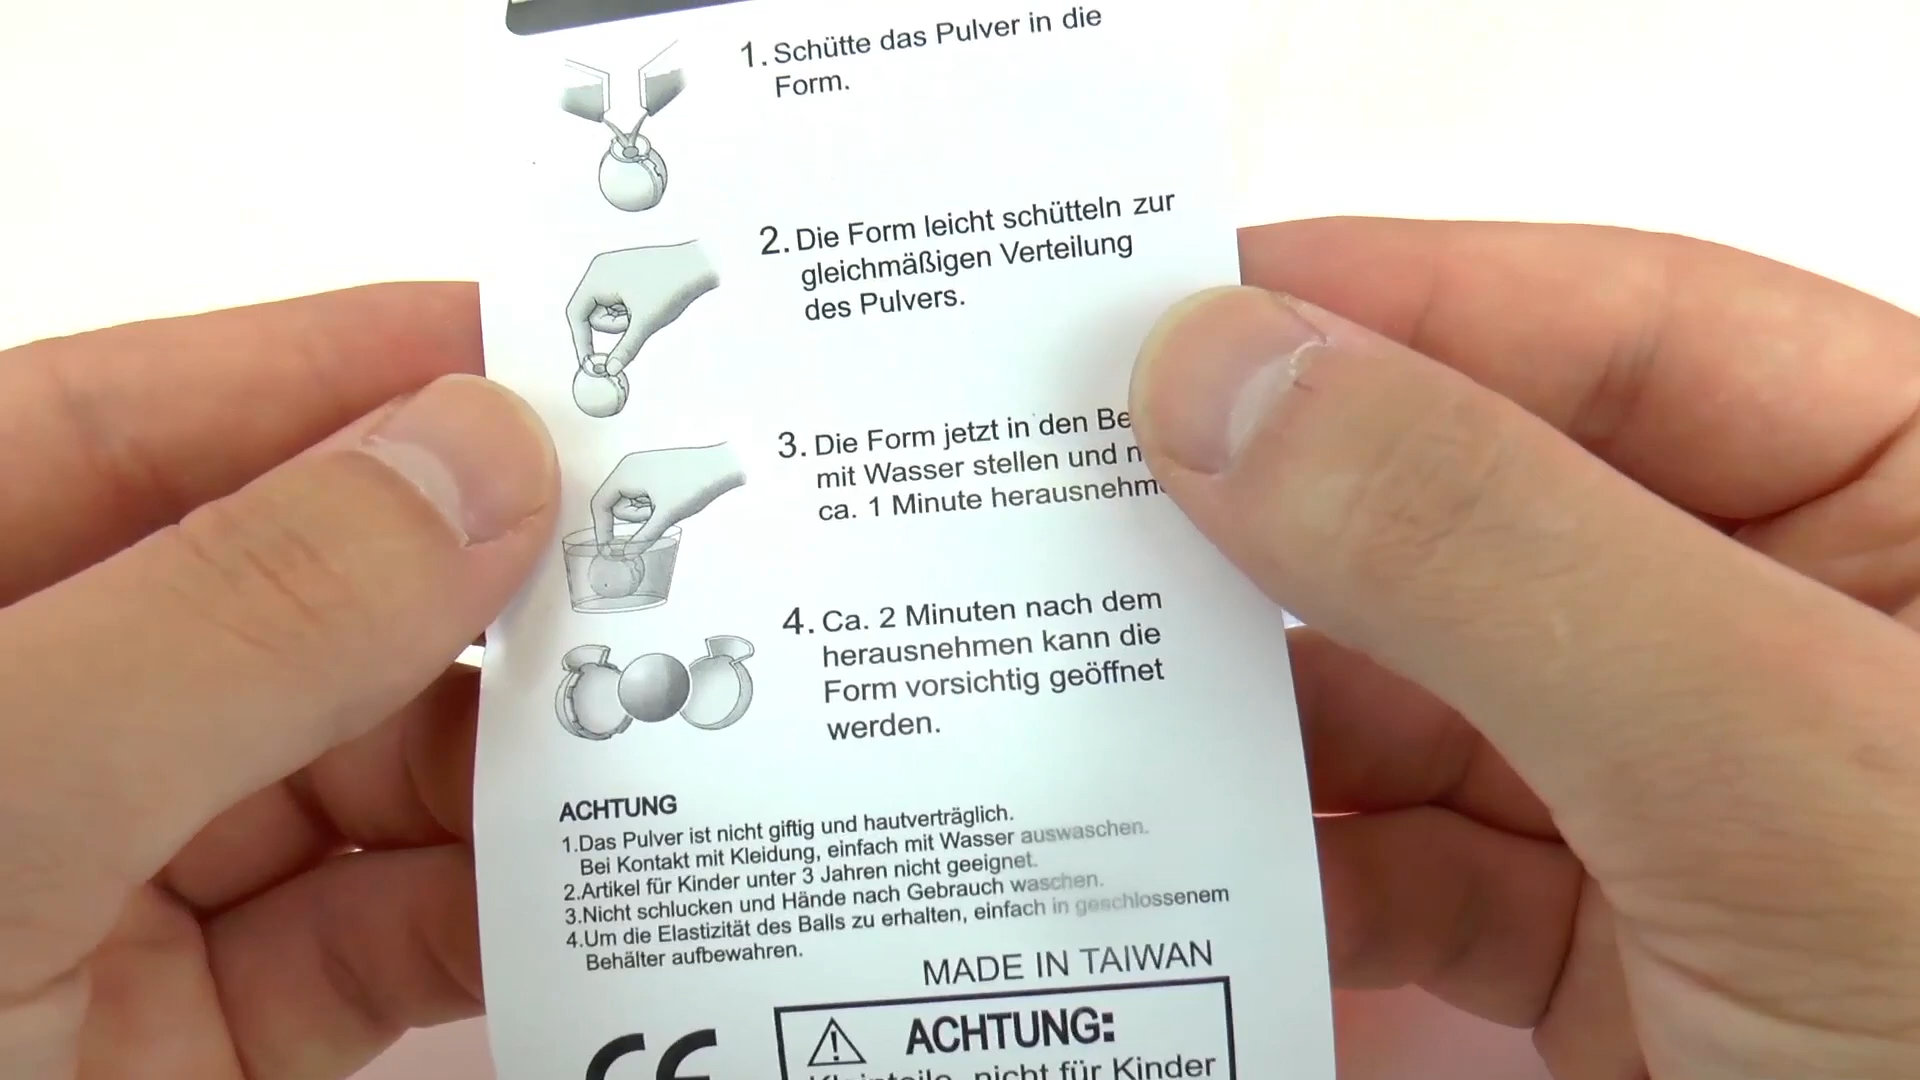 1. Schütte das Pulver in die
Form.
2. Die Form leicht schütteln zur
gleichmäßigen Verteilung
des Pulvers.
3. Die Form jetzt in den
mit Wasser stellen und
ca. 1 Minute
4. Ca. 2 Minuten nach dem
herausnehmen kann die
Form vorsichtig geöffnet
werden.
ACHTUNG
1.Das Pulver ist nicht giftig und hautverträglich.
Bei Kontakt mit Kleidung, einfach mit Wasser auswaschen.
2.Artikel für Kinder unter 3 Jahren nicht geeignet.
3.Nicht schlucken und Hände nach Gebrauch waschen.
4.Um die Elastizität des Balls zu erhalten, einfach in geschlossenem
Behälter aufbewahren.
MADE IN TAIWAN
CE
ACHTUNG:
nicht für Kinder